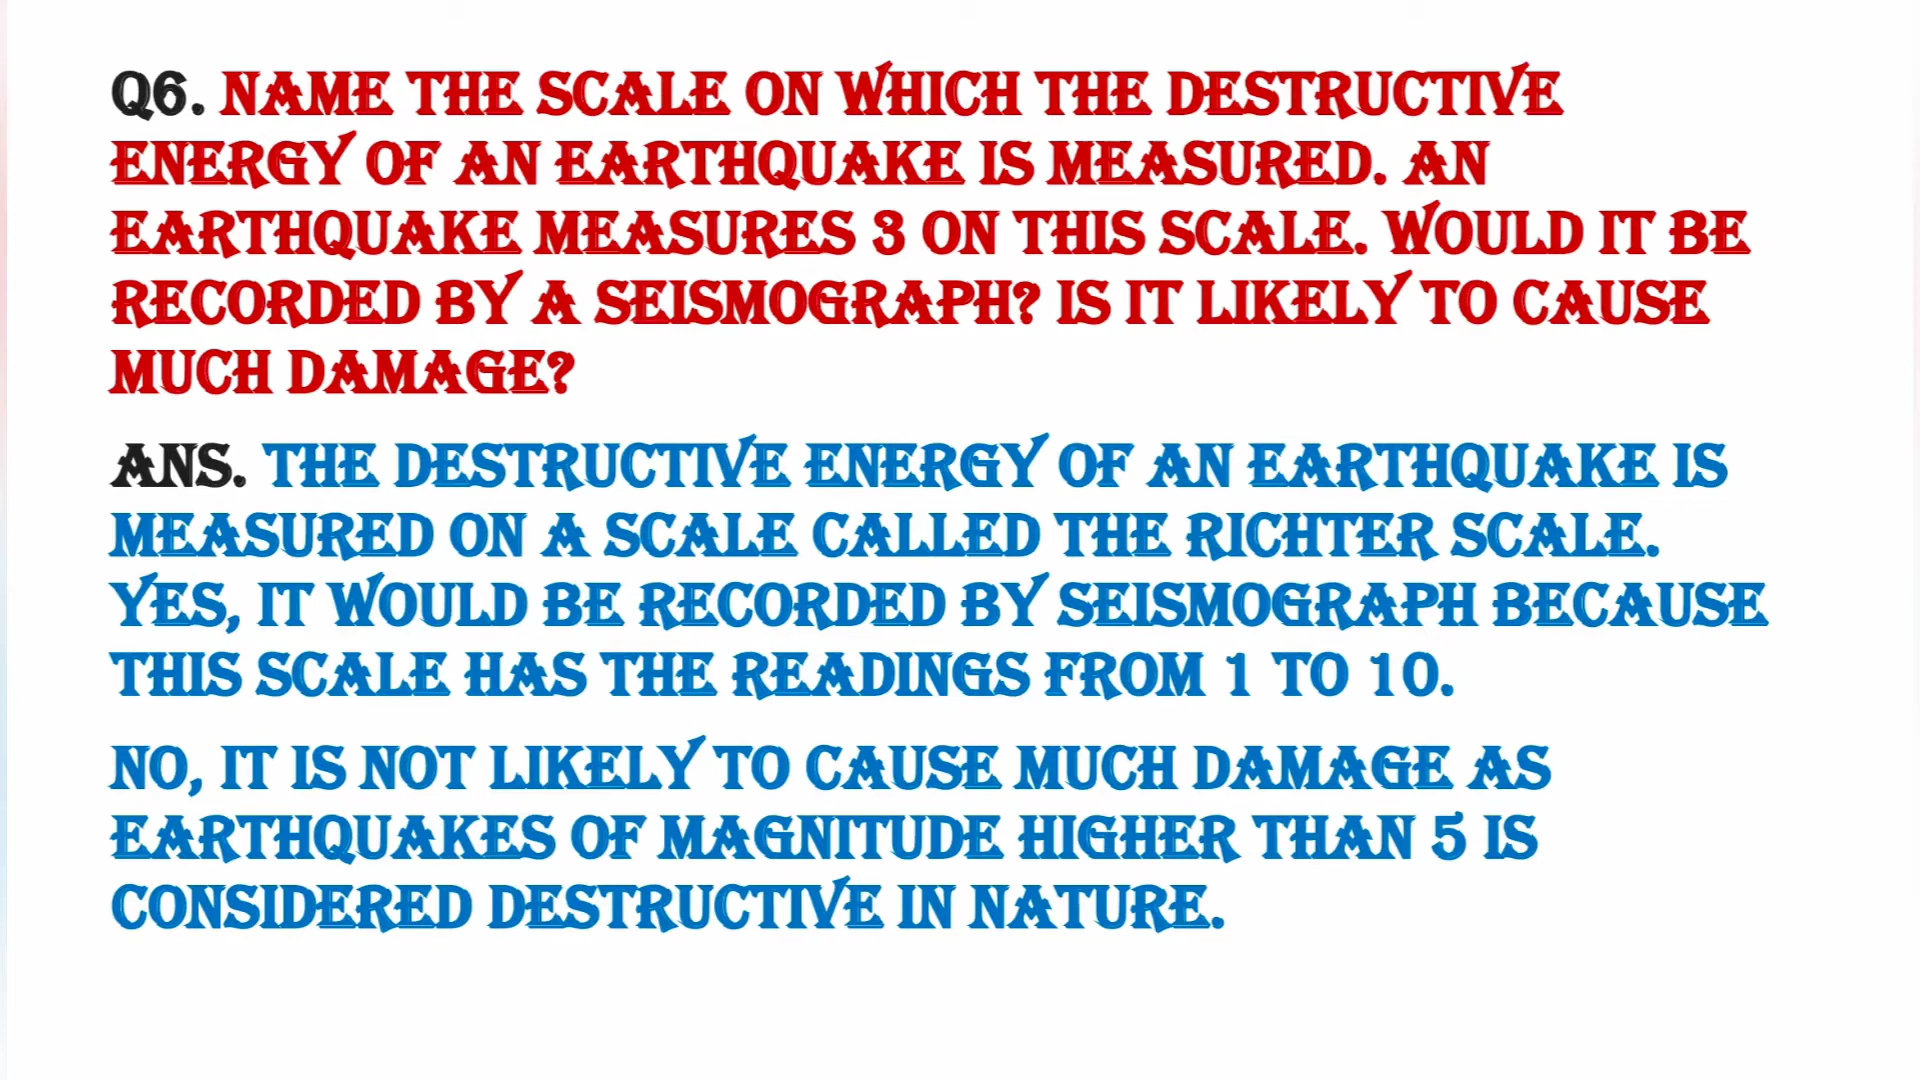 Q6. NAME THE SCALE ON WHICH THE DESTRUCTIVE
ENERGY OF AN EARTHQUAKE IS MEASURED. AN
EARTHQUAKE MEASURES 3 ON THIS SCALE. WOULD IT BE
RECORDED BY A SEISMOGRAPH? IS IT LIKELY TO CAUSE
MUCH DAMAGE?
ANS. THE DESTRUCTIVE ENERGY OF AN EARTHQUAKE IS
MEASURED ON A SCALE CALLED THE RICHTER SCALE.
YES, IT WOULD BE RECORDED BY SEISMOGRAPH BECAUSE
THIS SCALE HAS THE READINGS FROM 1 TO 10.
NO, IT IS NOT LIKELY TO CAUSE MUCH DAMAGE AS
EARTHQUAKES OF MAGNITUDE HIGHER THAN 5 IS
CONSIDERED DESTRUCTIVE IN NATURE.